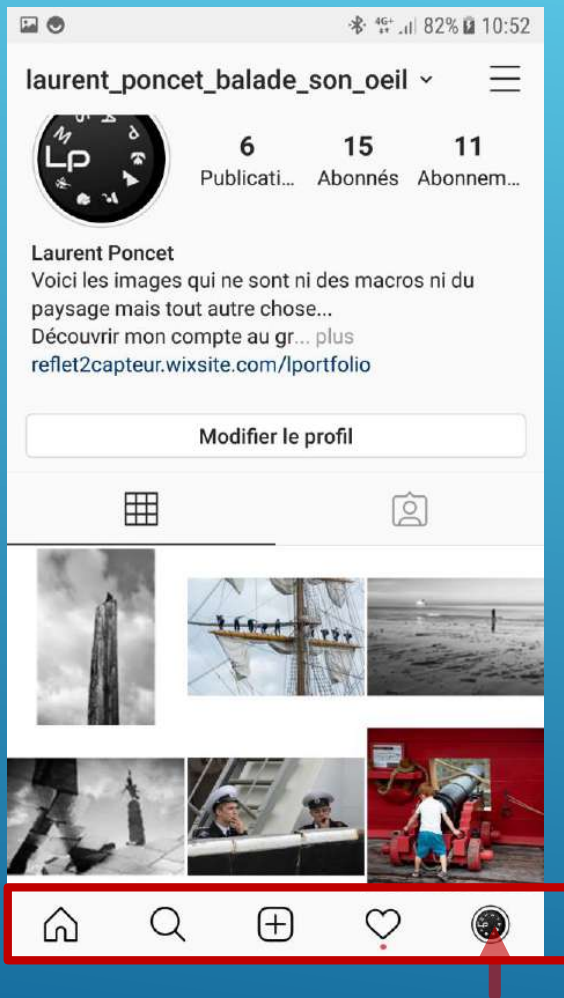 4G+ 82% 10:52
laurent_poncet_balade_son_oeil
M P
LP
6 15 11
Publicati... Abonnés Abonnem...
Laurent Poncet
Voici les images qui ne sont ni des macros ni du
paysage mais tout autre chose...
Découvrir mon compte au gr... plus
reflet2capteur.wixsite.com/lportfolio
Modifier le profil